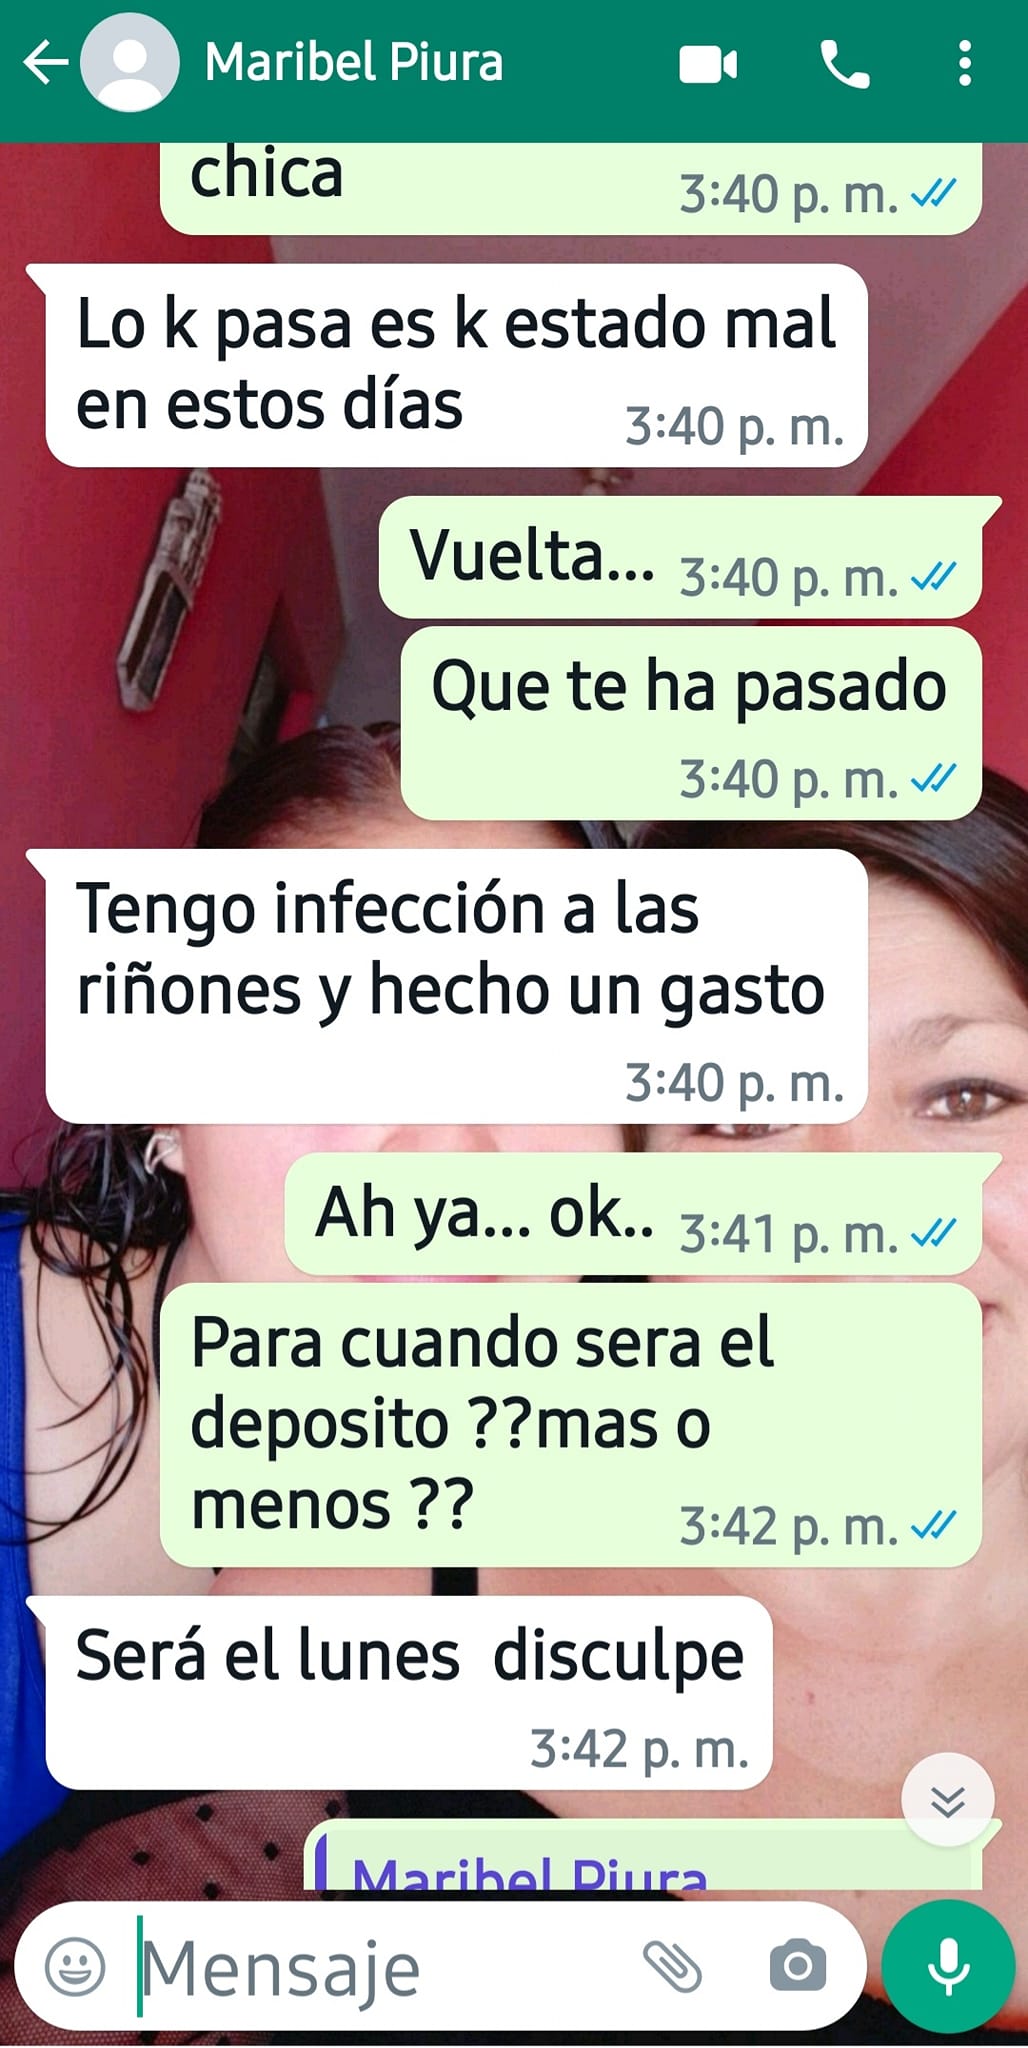 Maribel Piura
chica
3:40 p. m.
Lo k pasa es k estado mal
en estos días
3:40 p. m.
Vuelta... 3:40 p. m.
Que te ha pasado
3:40 p. m.
Tengo infección a las
riñones y hecho un gasto
3:40 p. m.
Ah ya... ok.. 3:41 p. m.
Para cuando sera el
deposito ??mas o
menos ??
3:42 p. m.
Será el lunes  disculpe
3:42 p. m.
Maribel Piura
Mensaje